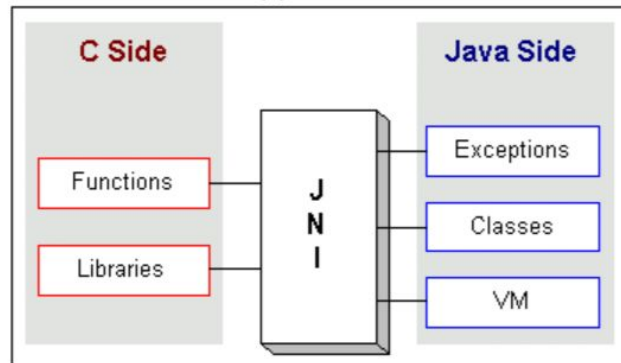 C Side
Functions
Libraries
J
N
I
Java Side
Exceptions
Classes
VM